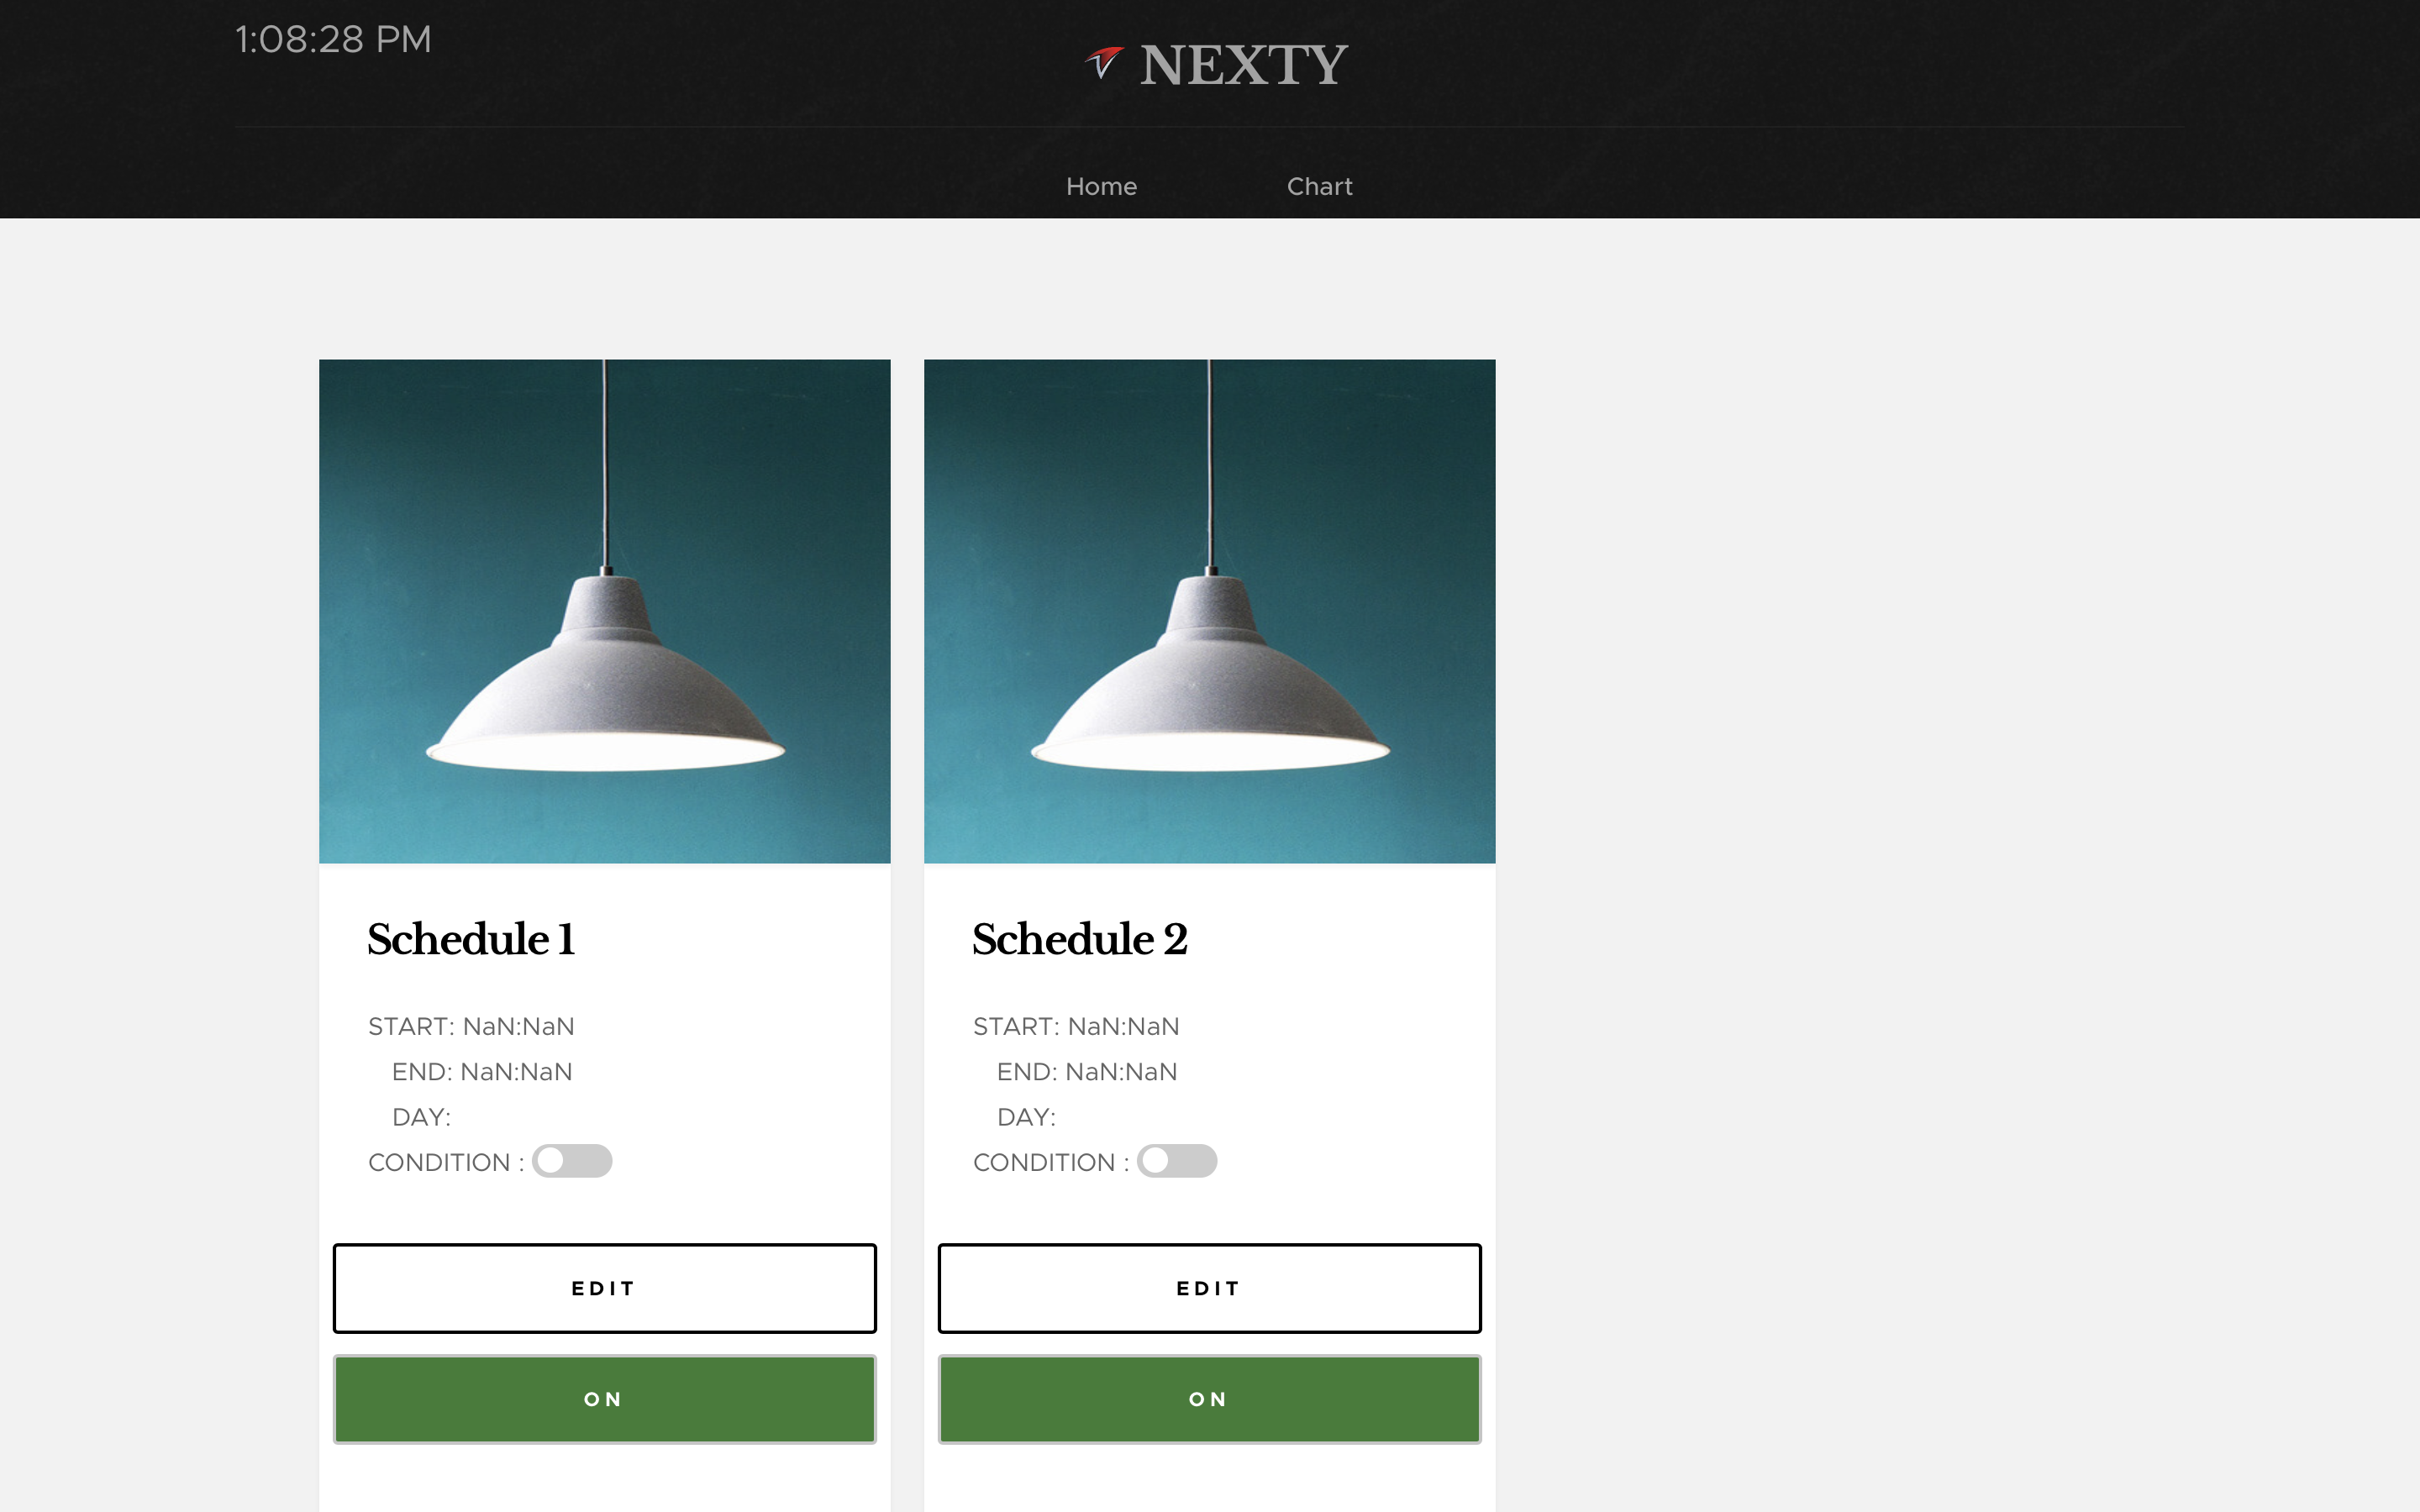 1:08:28 PM
NEXTY
Home Chart
Schedule 1
START: NaN:NaN
END: NaN:NaN
DAY:
CONDITION :
EDIT
ON
Schedule 2
START: NaN:NaN
END: NaN:NaN
DAY:
CONDITION :
EDIT
ON